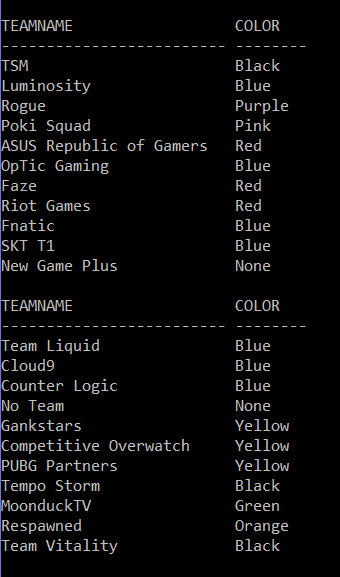 TEAMNAME COLOR
------------------------- --------
TSM Black
Luminosity Blue
Rogue Purple
Poki Squad Pink
ASUS Republic of Gamers Red
OpTic Gaming Blue
Faze Red
Riot Games Red
Fnatic Blue
SKT T1 Blue
New Game Plus None
TEAMNAME COLOR
------------------------- --------
Team Liquid Blue
Cloud9 Blue
Counter Logic Blue
No Team None
Gankstars Yellow
Competitive Overwatch Yellow
PUBG Partners Yellow
Tempo Storm Black
MoonduckTV Green
Respawned Orange
Team Vitality Black